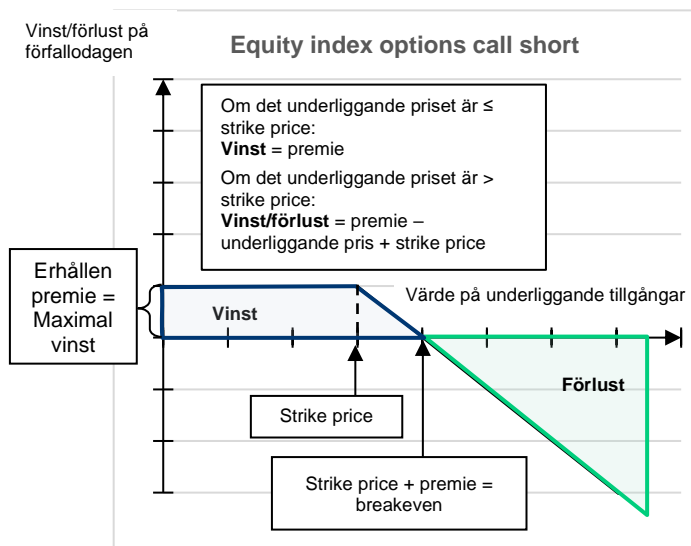 Vinst/förlust på
förfallodagen
Equity index options call short
Om det underliggande priset är ≤
strike price:
Vinst = premie
Om det underliggande priset är >
strike price:
Vinst/förlust = premie –
underliggande pris + strike price
Erhållen
premie =
Maximal
vinst
Vinst
Värde på underliggande tillgångar
Förlust
Strike price
Strike price + premie =
breakeven